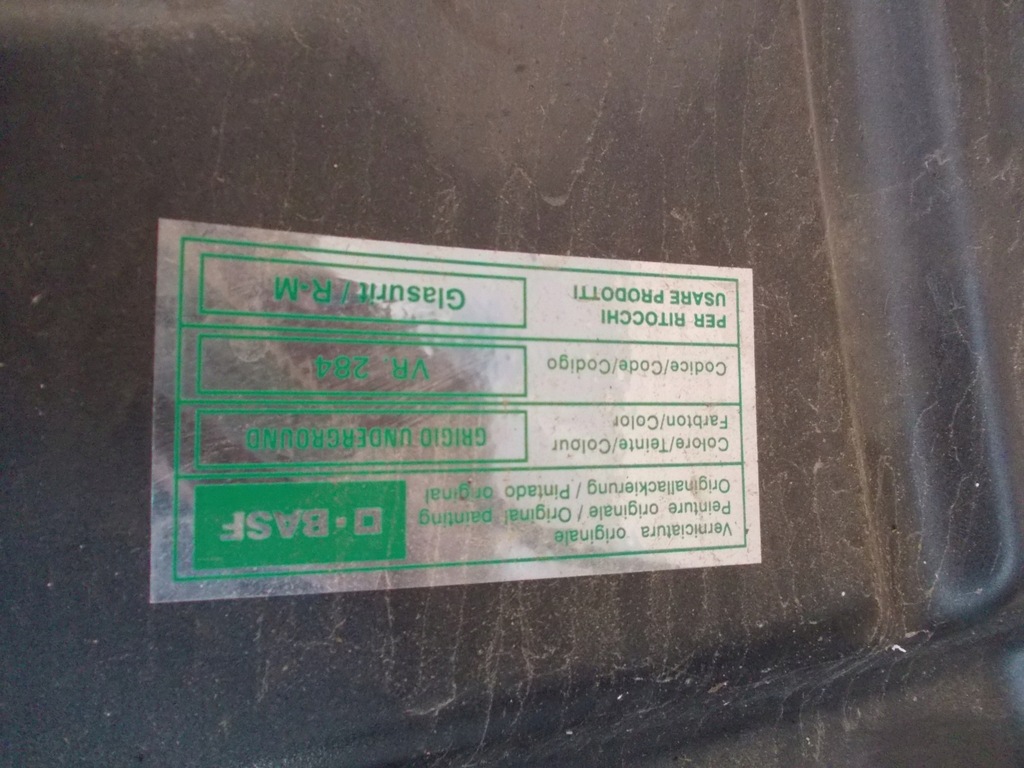 Verniciatura originale
Peinture originale / Original painting
Originallackierung / Pintado original
BASF
Colore/Teinte/Colour
Farbton/Color
GRIGIO UNDERGROUND
Codice/Code/Codigo
VR. 284
PER RITOCCHI
USARE PRODOTTI
Glasurit / R-M